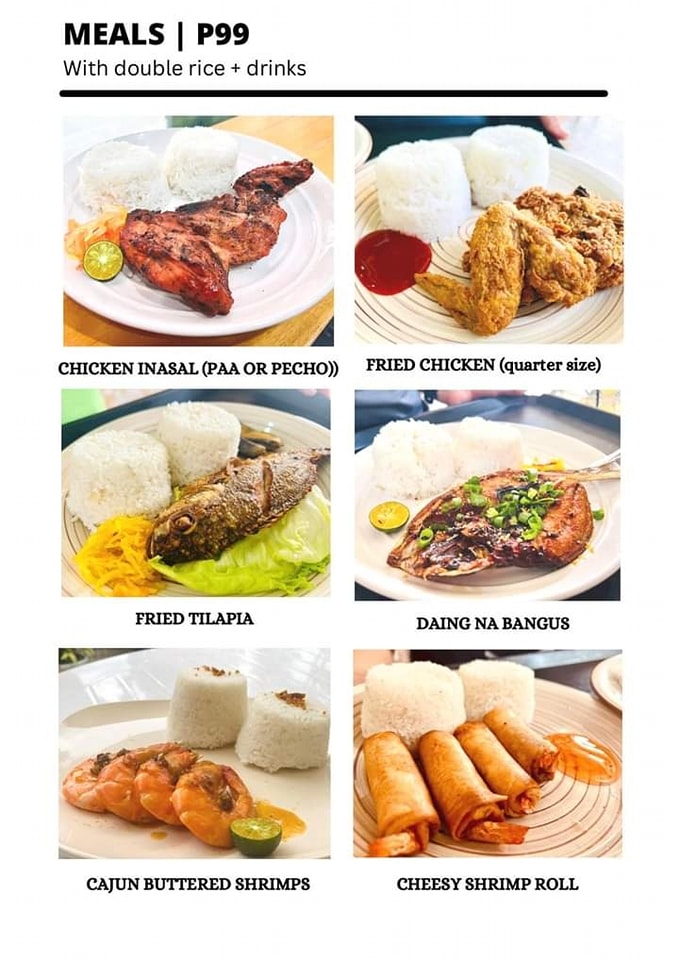 MEALS | P99
With double rice + drinks
CHICKEN INASAL (PAA OR PECHO))
FRIED CHICKEN (quarter size)
FRIED TILAPIA
DAING NA BANGUS
CAJUN BUTTERED SHRIMPS
CHEESY SHRIMP ROLL